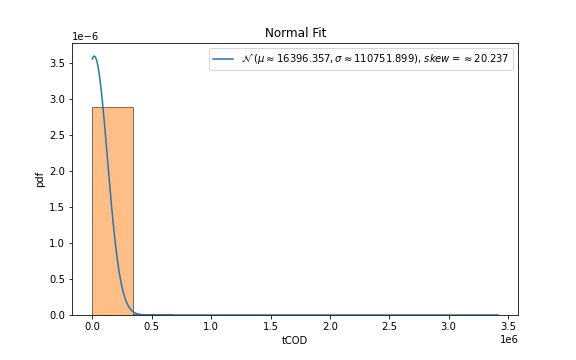 Normal Fit
1e−6
𝒩 (μ ≈ 16396.357, σ ≈ 110751.899), skew = ≈ 20.237
3.5
3.0
2.5
2.0
1.5
1.0
0.5
0.0
pdf
0.0 0.5 1.0 1.5 2.0 2.5 3.0 3.5
tCOD
1e6